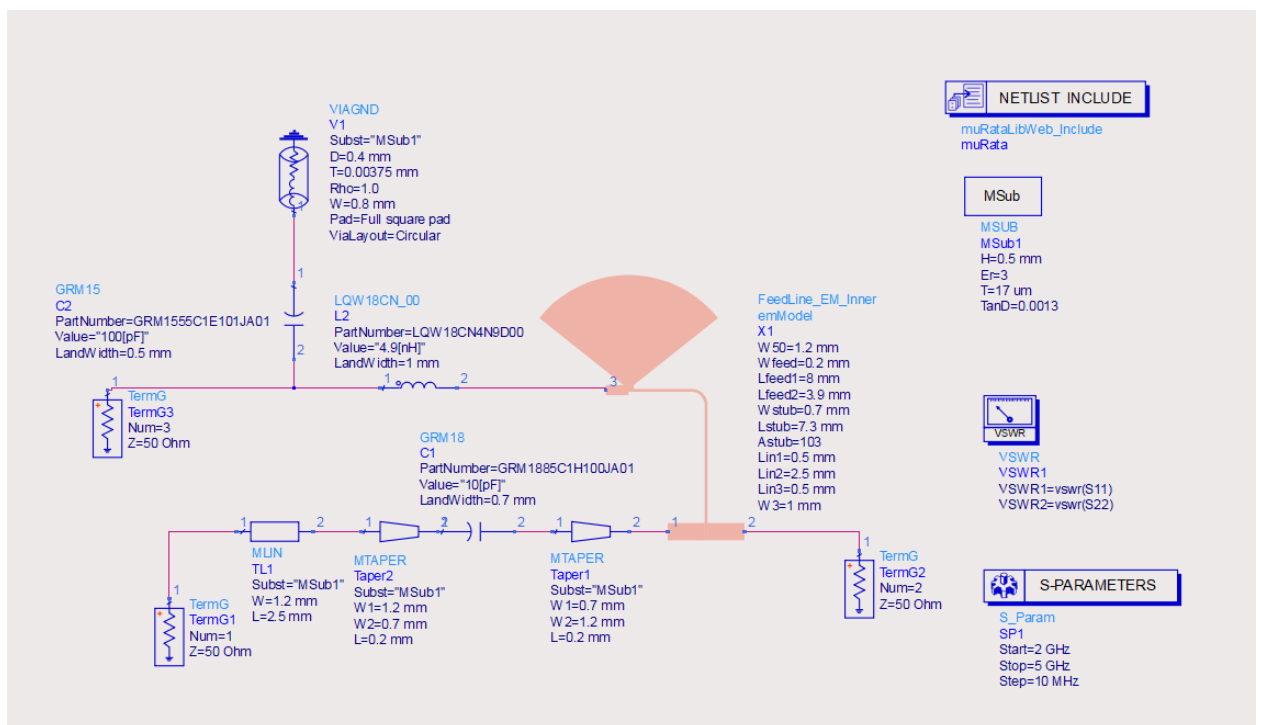 VIAGND
V1
Subst="MSub1"
D=0.4 mm
T=0.00375 mm
Rho=1.0
W=0.8 mm
Pad=Full square pad
ViaLayout=Circular
1
1
2
GRM15
C2
PartNumber=GRM1555C1E101JA01
Value="100[pF]"
LandWidth=0.5 mm
LQW18CN_00
L2
PartNumber=LQW18CN4N9D00
Value="4.9[nH]"
LandWidth=1 mm
1
2
3
1
TermG
TermG3
Num=3
Z=50 Ohm
GRM18
C1
PartNumber=GRM1885C1H100JA01
Value="10[pF]"
LandWidth=0.7 mm
FeedLine_EM_Inner
emModel
X1
W50=1.2 mm
Wfeed=0.2 mm
Lfeed1=8 mm
Lfeed2=3.9 mm
Wstub=0.7 mm
Lstub=7.3 mm
Astub=103
Lin1=0.5 mm
Lin2=2.5 mm
Lin3=0.5 mm
W3=1 mm
1
2
1
2
1
2
1
2
1
2
MLIN
TL1
Subst="MSub1"
W=1.2 mm
L=2.5 mm
MTAPER
Taper2
Subst="MSub1"
W1=1.2 mm
W2=0.7 mm
L=0.2 mm
MTAPER
Taper1
Subst="MSub1"
W1=0.7 mm
W2=1.2 mm
L=0.2 mm
1
TermG
TermG1
Num=1
Z=50 Ohm
1
TermG
TermG2
Num=2
Z=50 Ohm
NETLIST INCLUDE
muRataLibWeb_Include
muRata
MSub
MSUB
MSub1
H=0.5 mm
Er=3
T=17 um
TanD=0.0013
VSWR
VSWR
VSWR1
VSWR1=vswr(S11)
VSWR2=vswr(S22)
S-PARAMETERS
S_Param
SP1
Start=2 GHz
Stop=5 GHz
Step=10 MHz